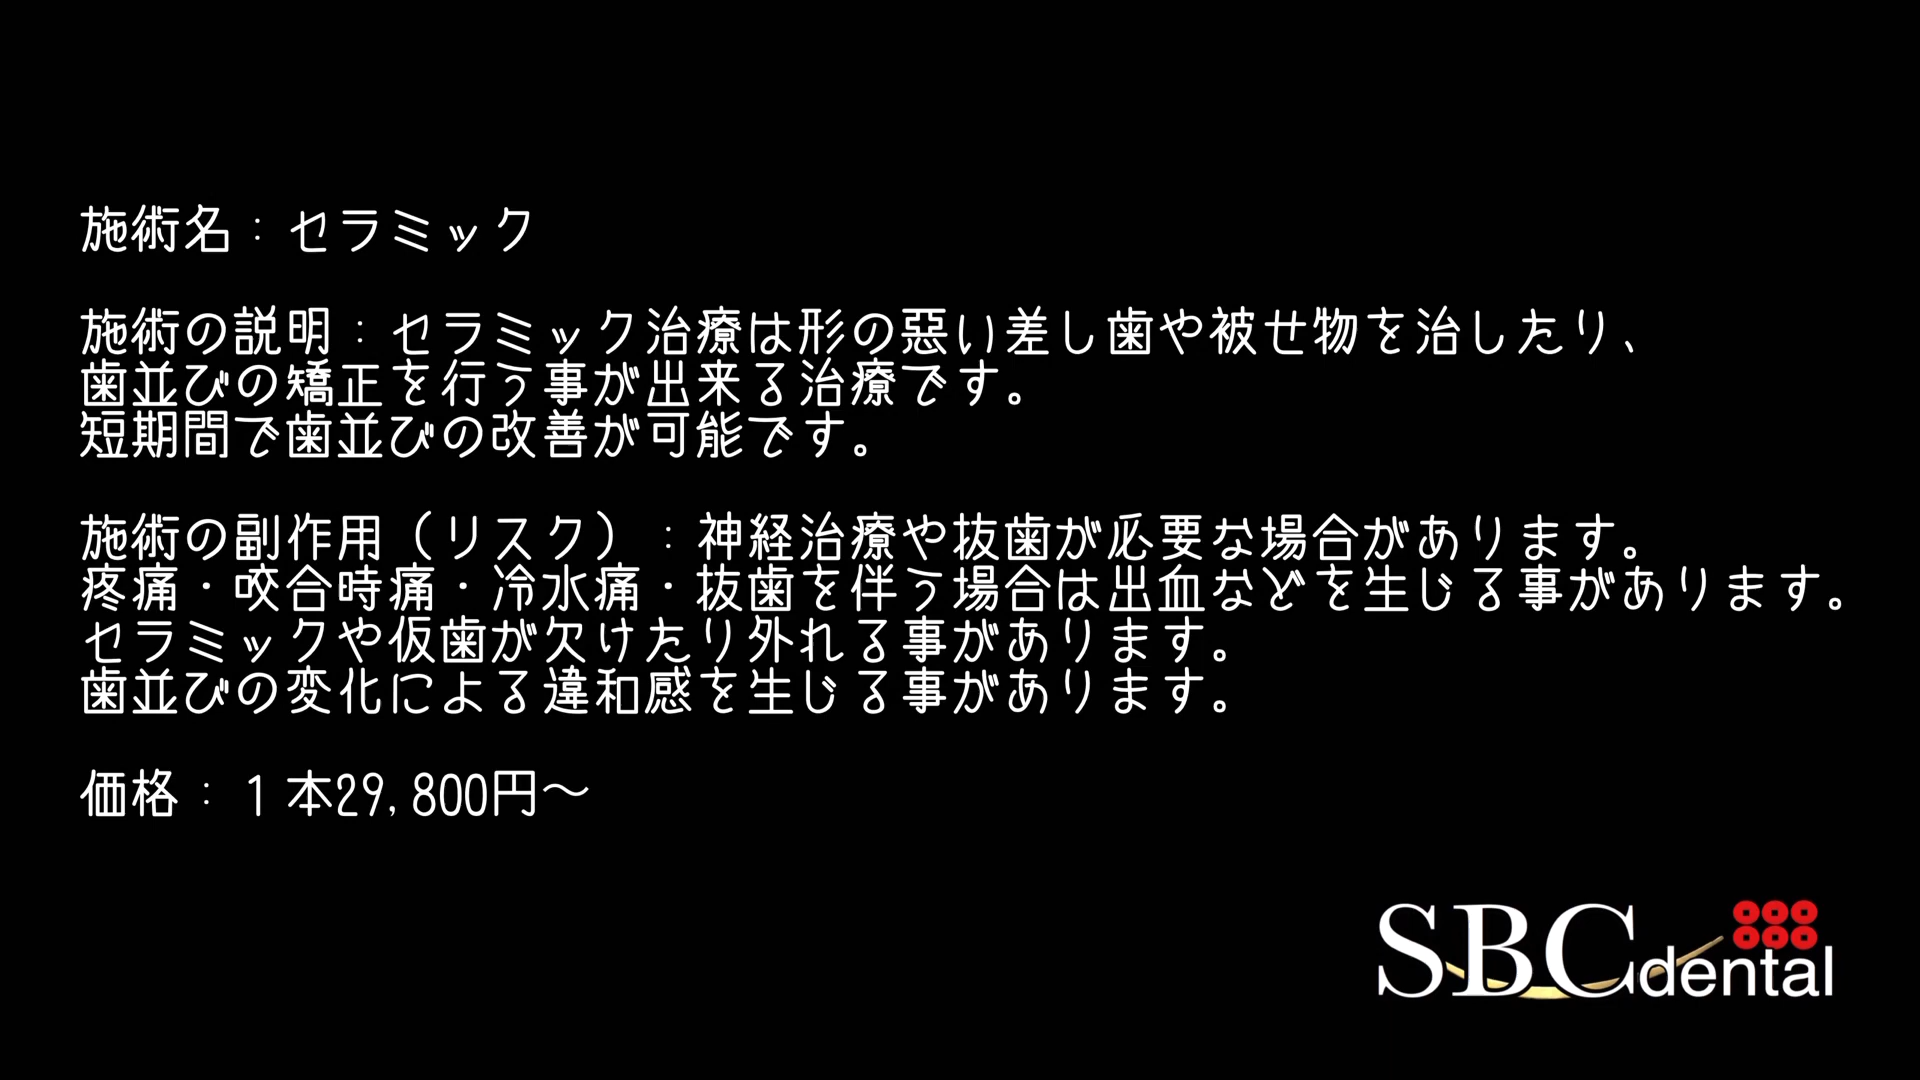 施術名：セラミック
施術の説明：セラミック治療は形の悪い差し歯や被せ物を治したり、
歯並びの矯正を行う事が出来る治療です。
短期間で歯並びの改善が可能です。
施術の副作用（リスク）：神経治療や抜歯が必要な場合があります。
疼痛・咬合時痛・冷水痛・抜歯を伴う場合は出血などを生じる事があります。
セラミックや仮歯が欠けたり外れる事があります。
歯並びの変化による違和感を生じる事があります。
価格：１本29,800円～
SBCdental